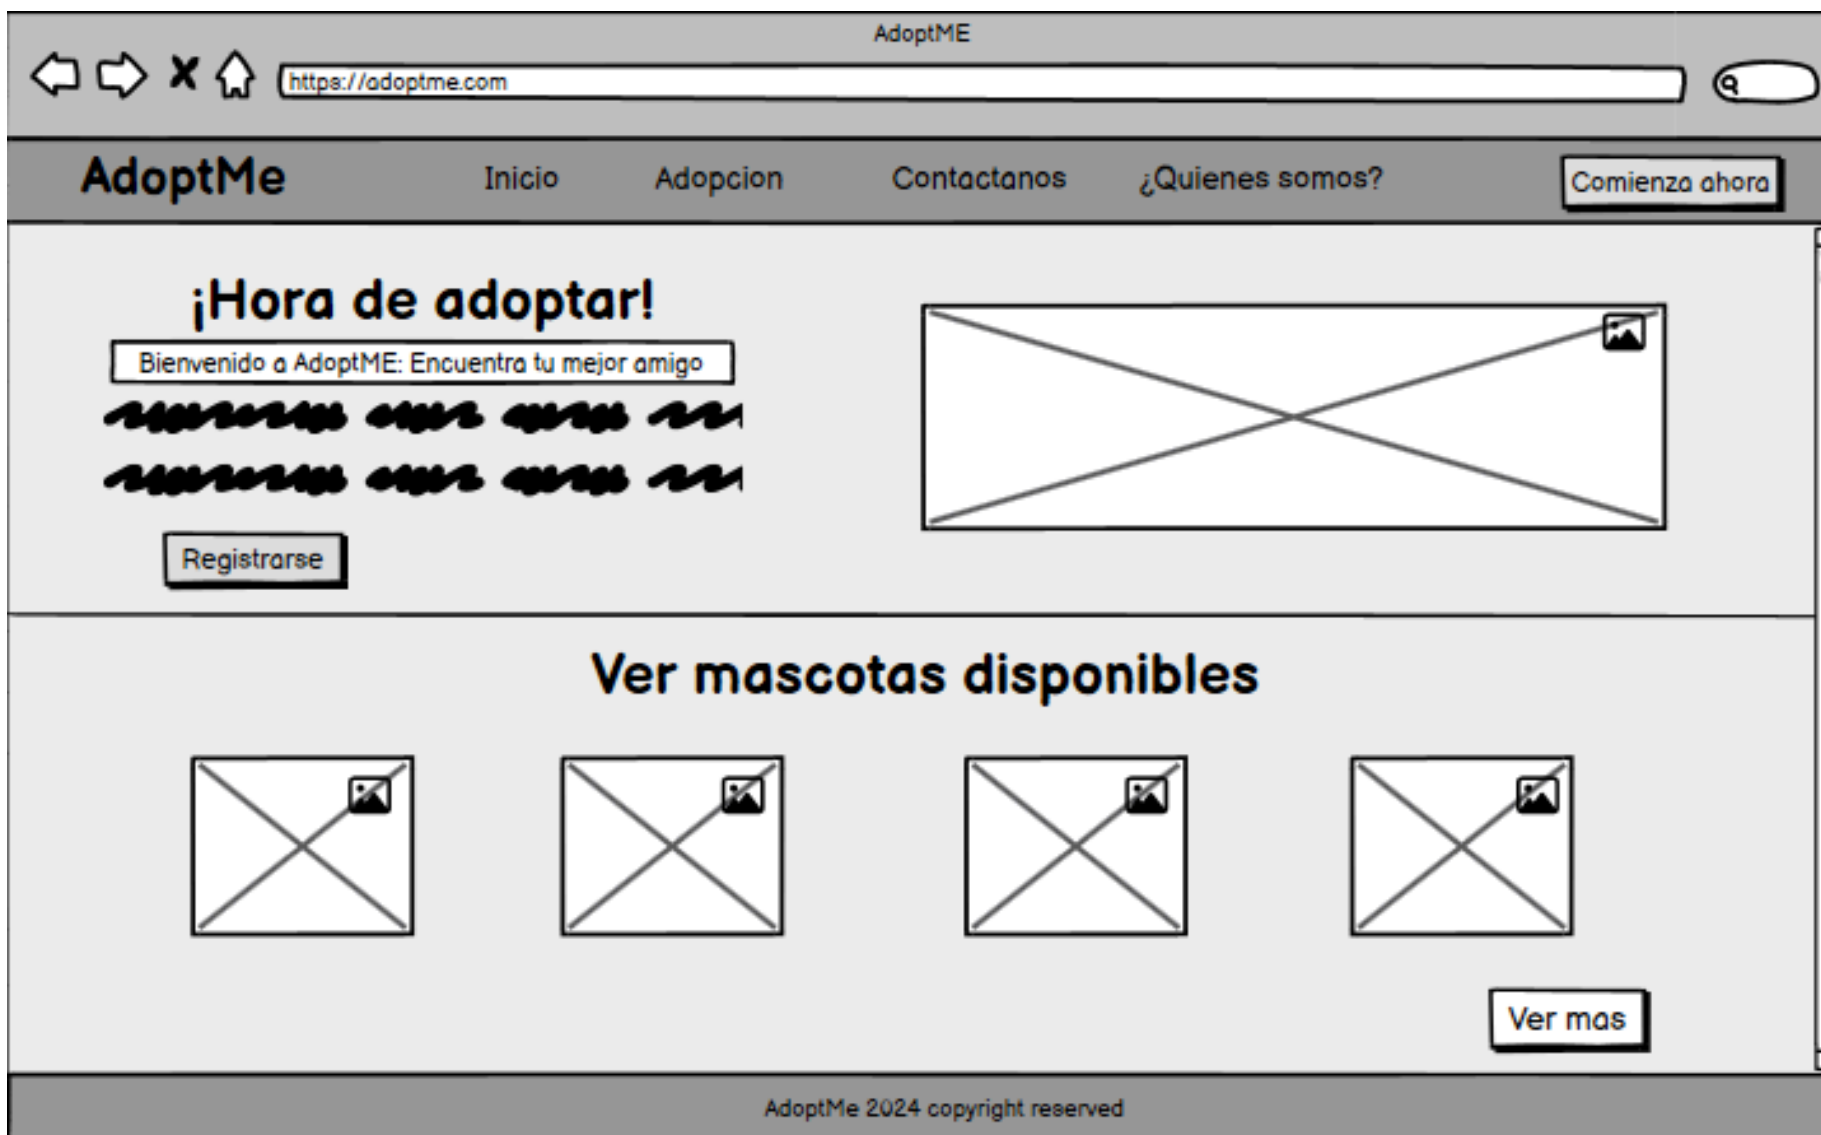 AdoptME
https://adoptme.com
AdoptMe Inicio Adopcion Contactanos ¿Quienes somos? Comienza ahora
¡Hora de adoptar!
Bienvenido a AdoptME: Encuentra tu mejor amigo
Registrarse
Ver mascotas disponibles
Ver mas
AdoptMe 2024 copyright reserved